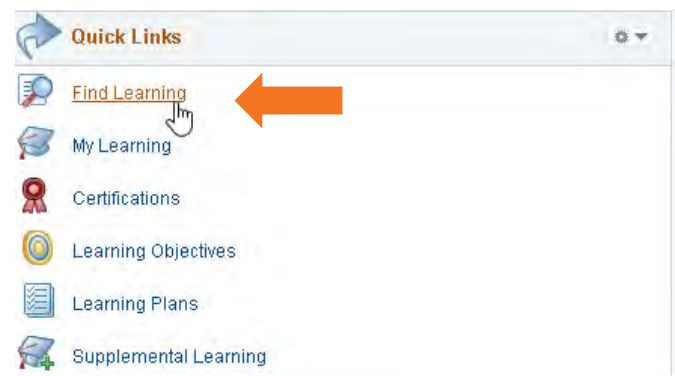 Quick Links
Find Learning
My Learning
Certifications
Learning Objectives
Learning Plans
Supplemental Learning